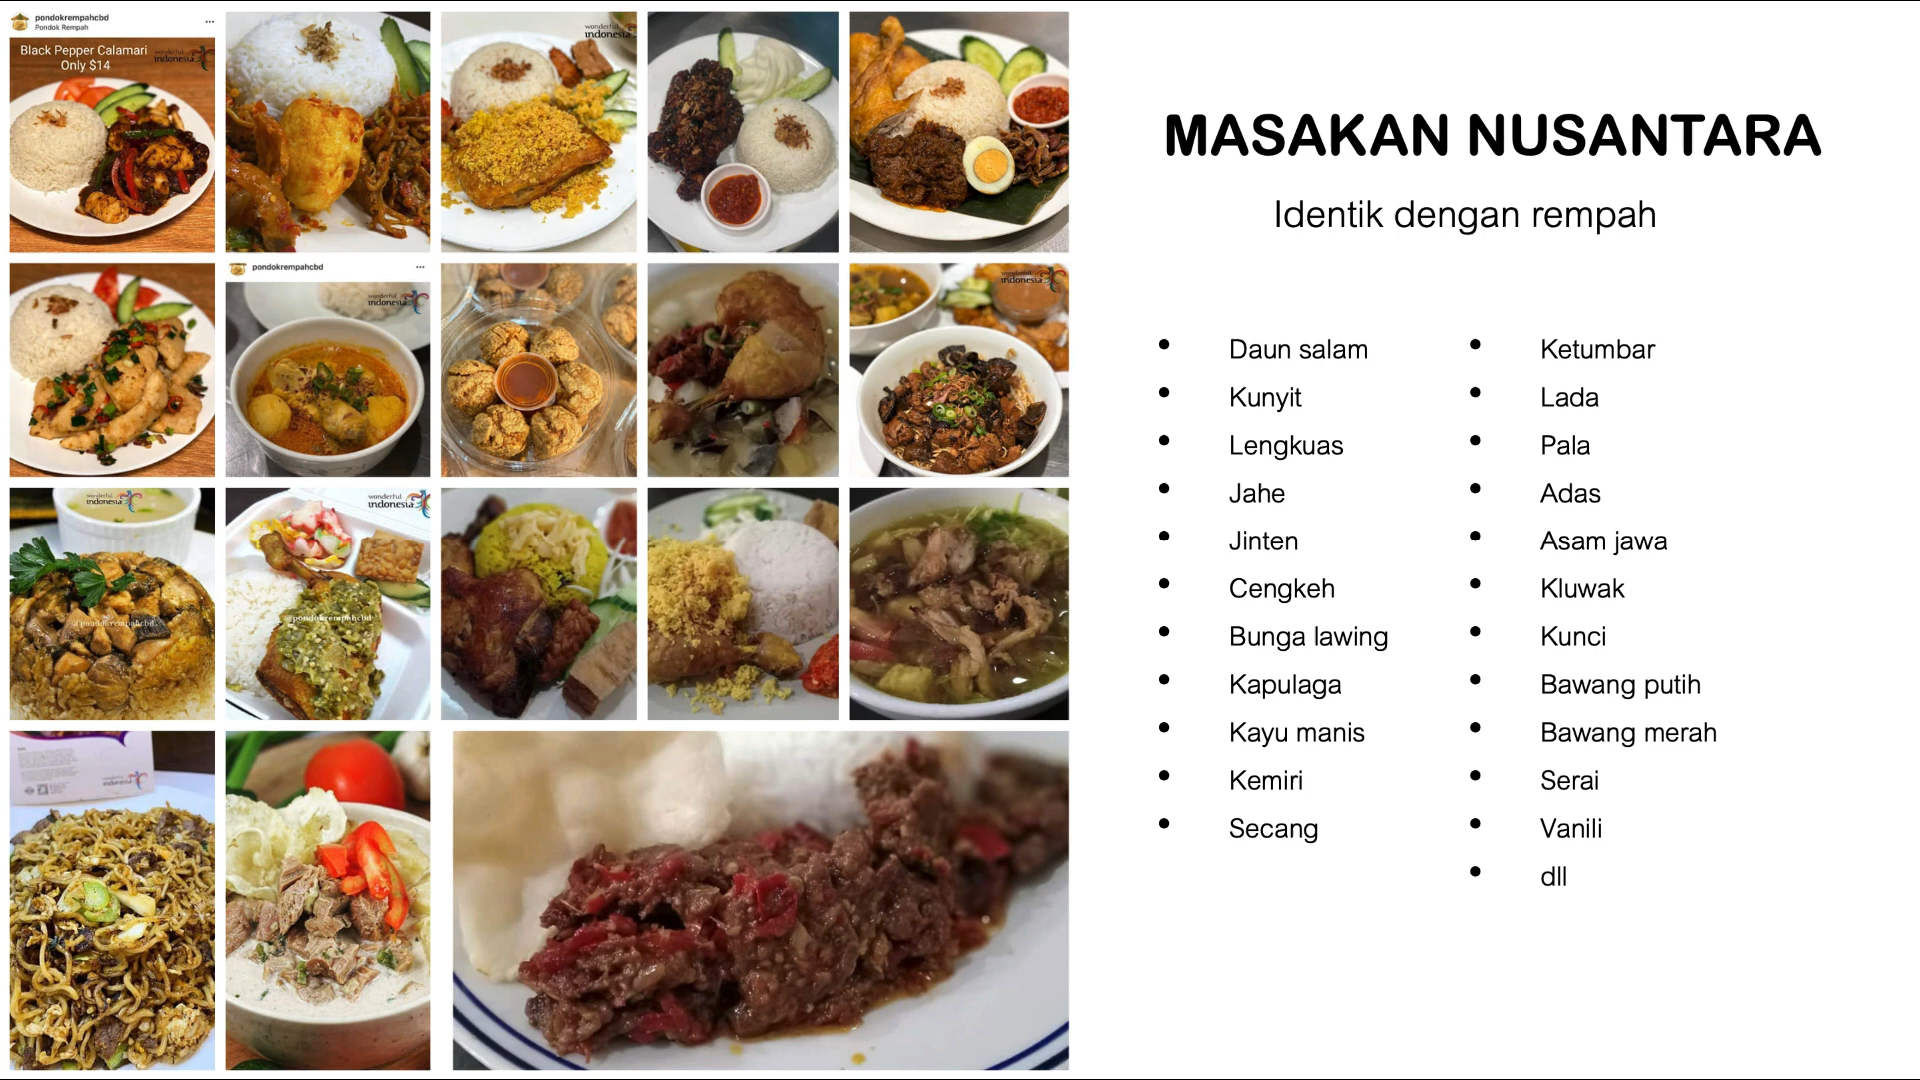 pondokrempahcbd
Pondok Rempah
Black Pepper Calamari
Only $14
wonderful
indonesia
wonderful
indonesia
pondokrempahcbd
wonderful
indonesia
wonderful
indonesia
wonderful
indonesia
@pondokrempahcbd
wonderful
indonesia
@pondokrempahcbd
wonderful
indonesia
MASAKAN NUSANTARA
Identik dengan rempah
• Daun salam
• Kunyit
• Lengkuas
• Jahe
• Jinten
• Cengkeh
• Bunga lawing
• Kapulaga
• Kayu manis
• Kemiri
• Secang
• Ketumbar
• Lada
• Pala
• Adas
• Asam jawa
• Kluwak
• Kunci
• Bawang putih
• Bawang merah
• Serai
• Vanili
• dll